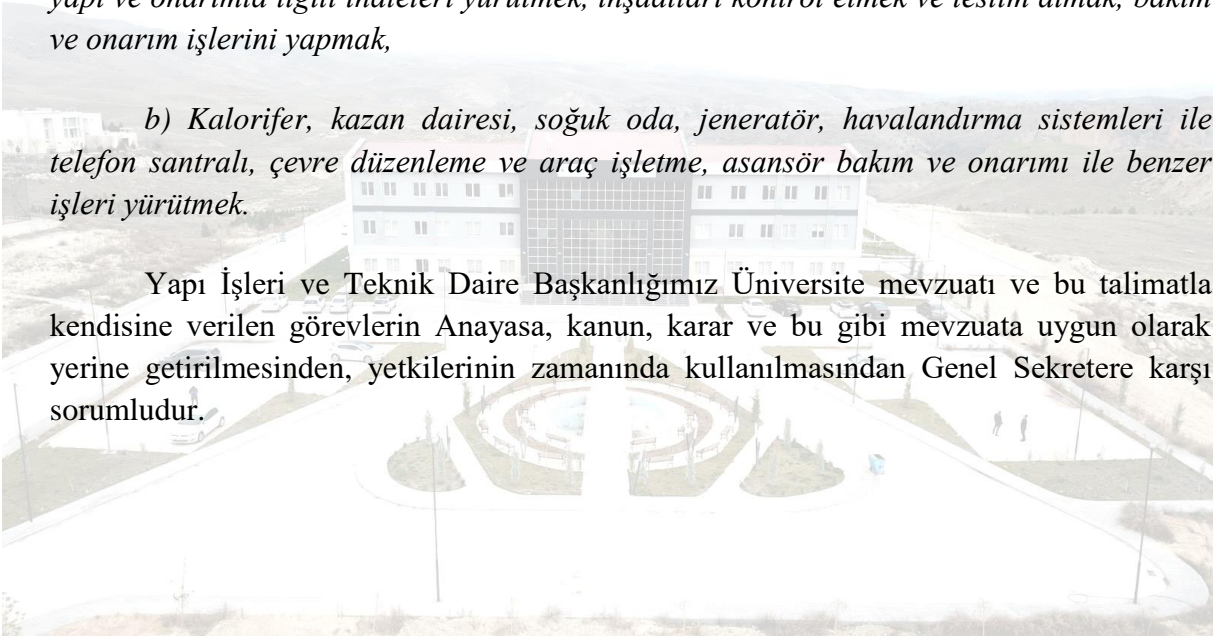 yapı ve onarımla ilgili ihaleleri yürütmek, inşaatları kontrol etmek ve teslim almak, bakım
ve onarım işlerini yapmak,
b) Kalorifer, kazan dairesi, soğuk oda, jeneratör, havalandırma sistemleri ile
telefon santralı, çevre düzenleme ve araç işletme, asansör bakım ve onarımı ile benzer
işleri yürütmek.
Yapı İşleri ve Teknik Daire Başkanlığımız Üniversite mevzuatı ve bu talimatla
kendisine verilen görevlerin Anayasa, kanun, karar ve bu gibi mevzuata uygun olarak
yerine getirilmesinden, yetkilerinin zamanında kullanılmasından Genel Sekretere karşı
sorumludur.